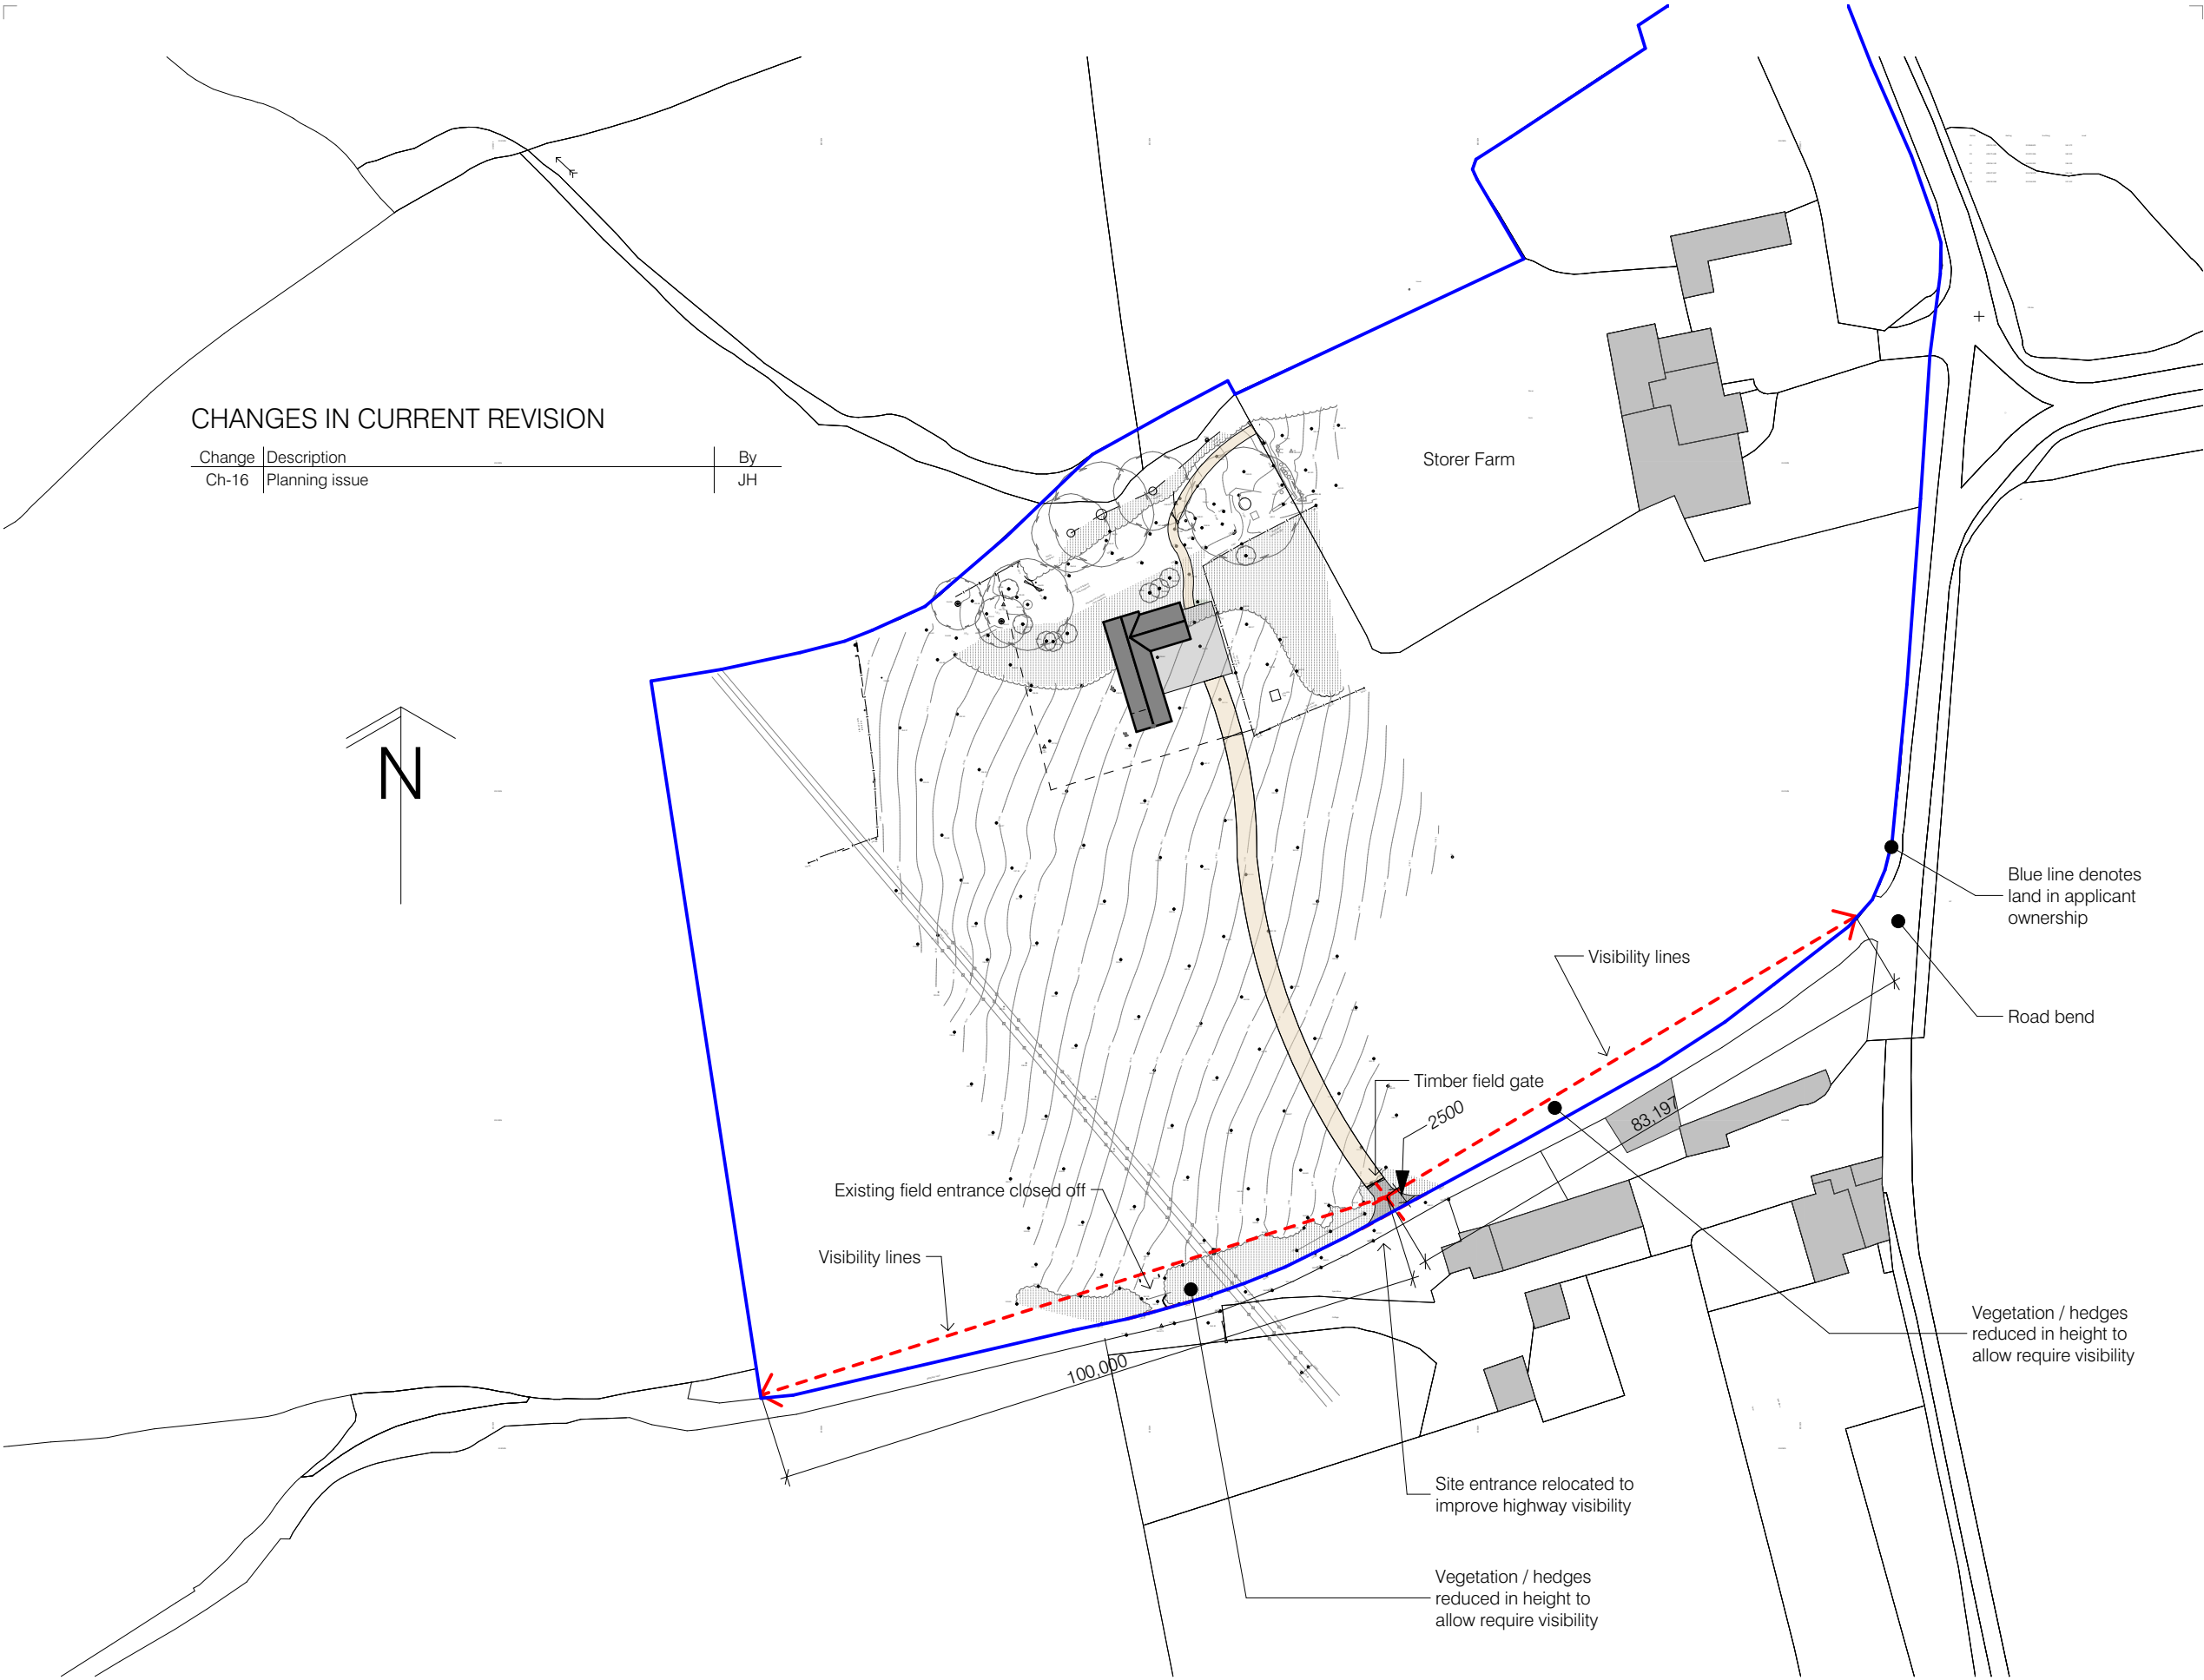 CHANGES IN CURRENT REVISION
Change Description By
Ch-16 Planning issue JH
Storer Farm
N
Blue line denotes
land in applicant
ownership
Visibility lines
Road bend
Timber field gate
2500
83,197
Existing field entrance closed off
Visibility lines
100,000
Vegetation / hedges
reduced in height to
allow require visibility
Site entrance relocated to
improve highway visibility
Vegetation / hedges
reduced in height to
allow require visibility